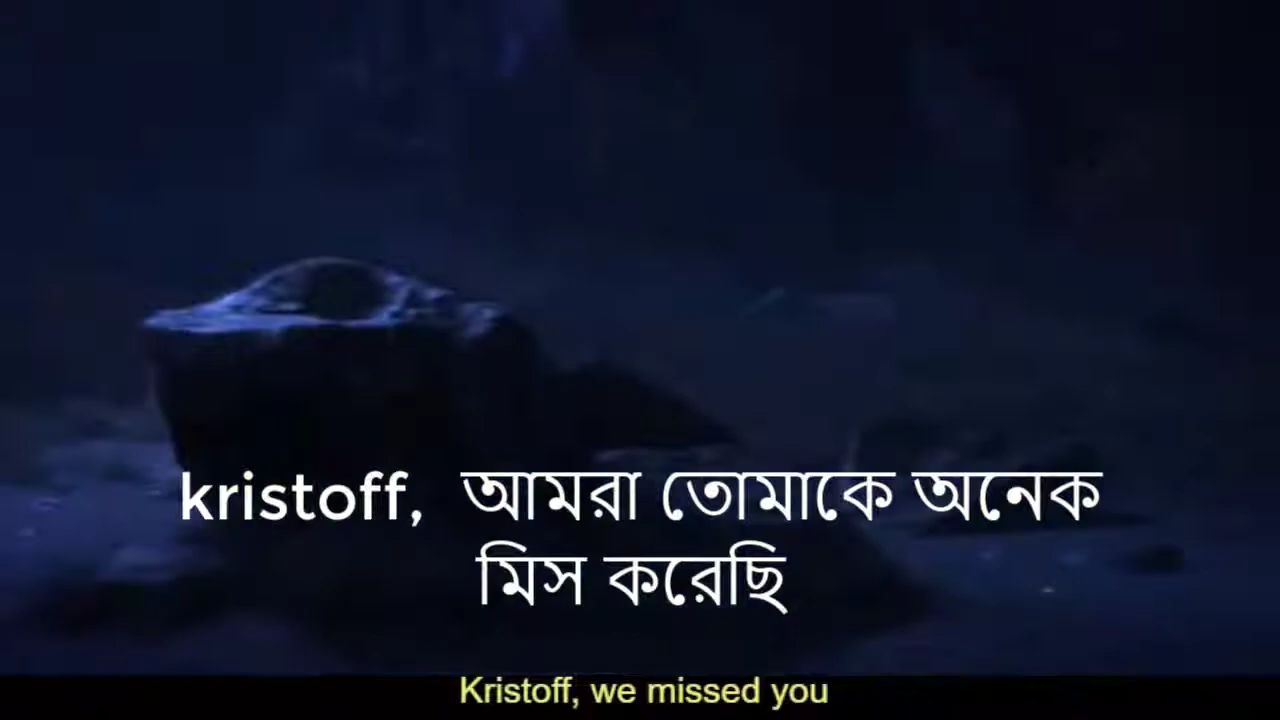 kristoff, আমরা তোমাকে অনেক
মিস করেছি
Kristoff, we missed you